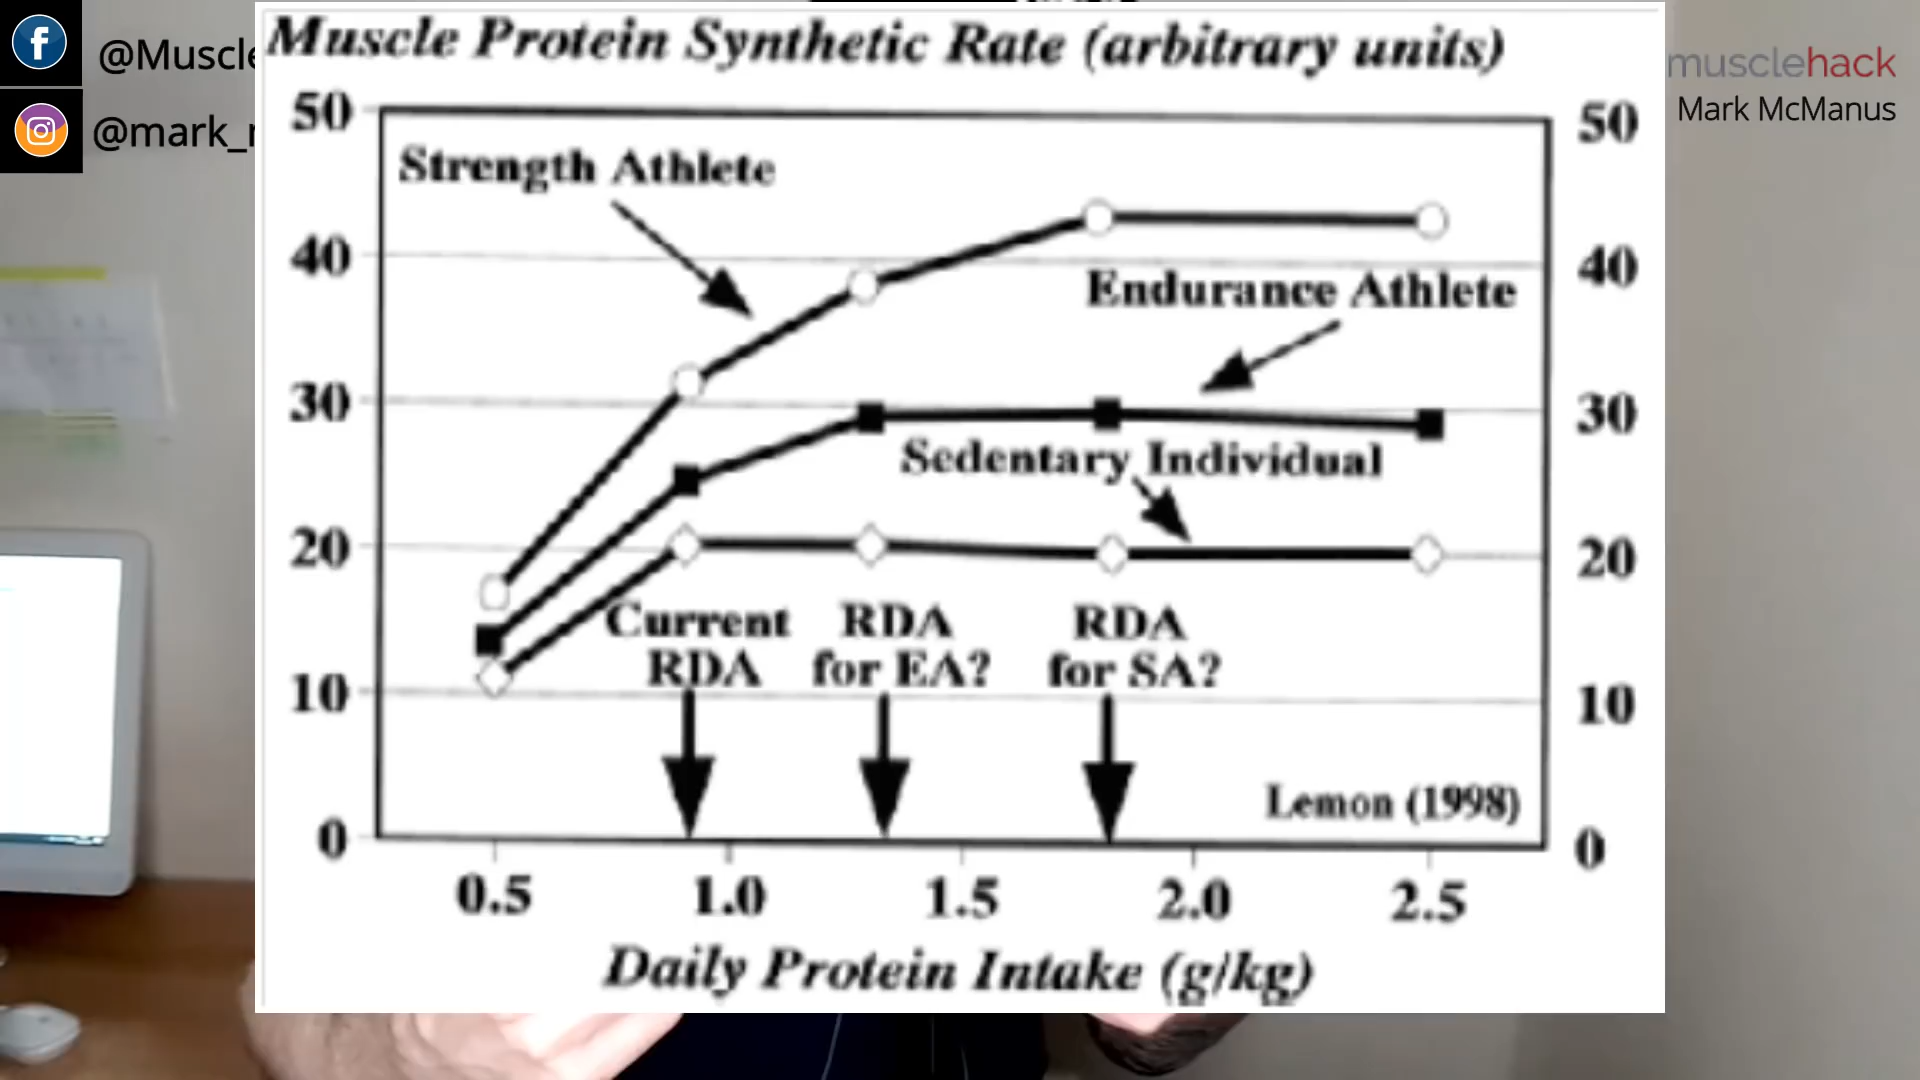 @Muscle
@mark_
musclehack
Mark McManus
Muscle Protein Synthetic Rate (arbitrary units)
50
40
30
20
10
0
50
40
30
20
10
0
Strength Athlete
Endurance Athlete
Sedentary Individual
Current
RDA
RDA
for EA?
RDA
for SA?
Lemon (1998)
0.5 1.0 1.5 2.0 2.5
Daily Protein Intake (g/kg)